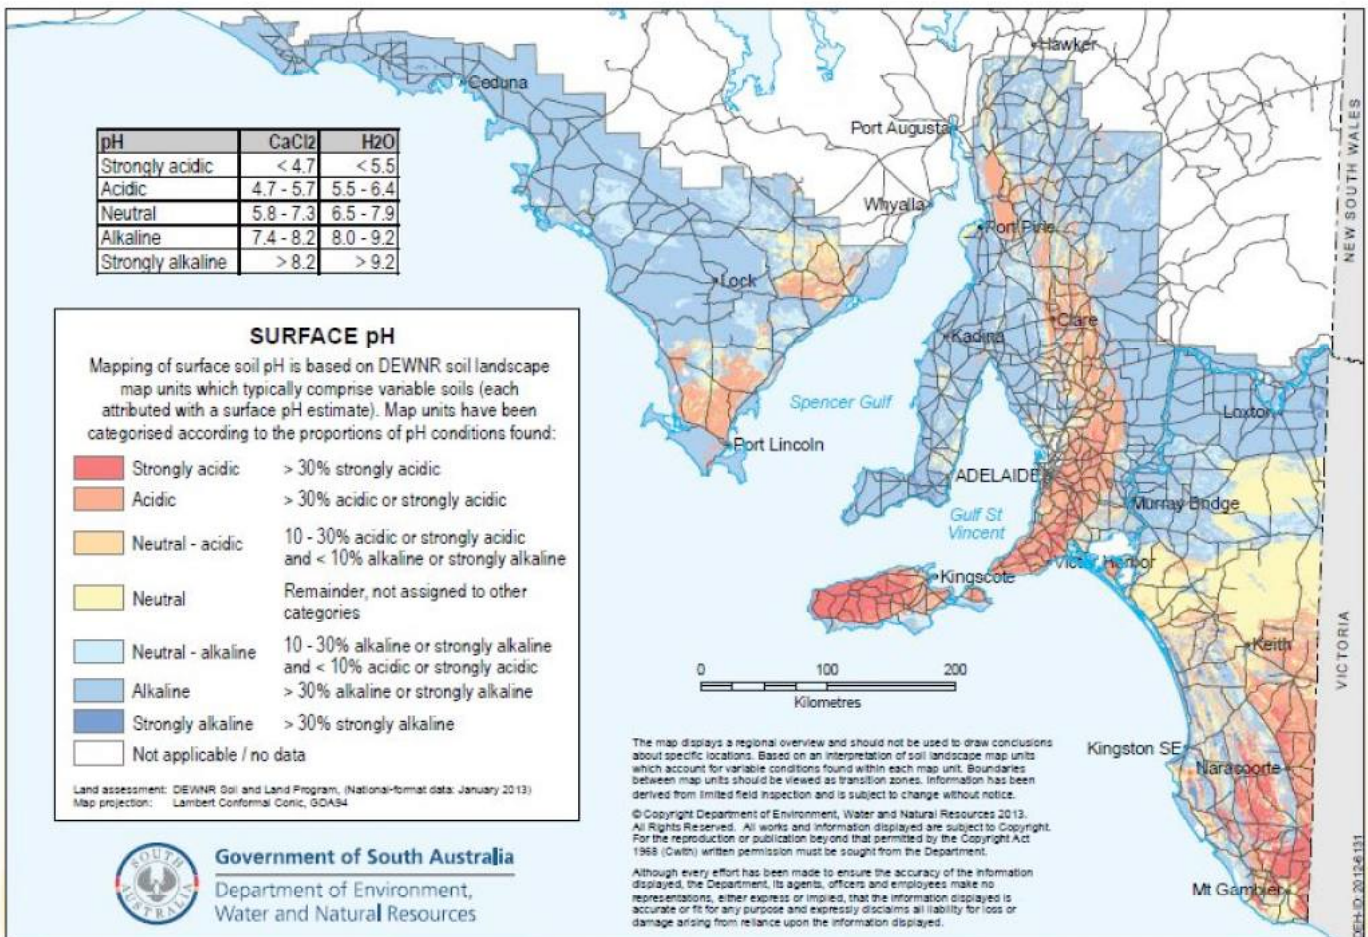 Hawker
Ceduna
Port Augusta
NEW SOUTH WALES
pH CaCl2 H2O
Strongly acidic < 4.7 < 5.5
Acidic 4.7 - 5.7 5.5 - 6.4
Neutral 5.8 - 7.3 6.5 - 7.9
Alkaline 7.4 - 8.2 8.0 - 9.2
Strongly alkaline > 8.2 > 9.2
Whyalla
Port Pirie
Lock
Clare
Kadina
Spencer Gulf
Loxton
Port Lincoln
ADELAIDE
Murray Bridge
Gulf St
Vincent
Victor Harbor
Kingscote
Keith
VICTORIA
Kingston SE
Naracoorte
Mt Gambier
SURFACE pH
Mapping of surface soil pH is based on DEWNR soil landscape
map units which typically comprise variable soils (each
attributed with a surface pH estimate). Map units have been
categorised according to the proportions of pH conditions found:
Strongly acidic > 30% strongly acidic
Acidic > 30% acidic or strongly acidic
Neutral - acidic 10 - 30% acidic or strongly acidic
and < 10% alkaline or strongly alkaline
Neutral Remainder, not assigned to other
categories
Neutral - alkaline 10 - 30% alkaline or strongly alkaline
and < 10% acidic or strongly acidic
Alkaline > 30% alkaline or strongly alkaline
Strongly alkaline > 30% strongly alkaline
Not applicable / no data
Land assessment: DEWNR Soil and Land Program, (National-format data: January 2013)
Map projection: Lambert Conformal Conic, GDA94
0 100 200
Kilometres
The map displays a regional overview and should not be used to draw conclusions
about specific locations. Based on an interpretation of soil landscape map units
which account for variable conditions found within each map unit. Boundaries
between map units should be viewed as transition zones. Information has been
derived from limited field inspection and is subject to change without notice.
© Copyright Department of Environment, Water and Natural Resources 2013.
All Rights Reserved. All works and information displayed are subject to Copyright.
For the reproduction or publication beyond that permitted by the Copyright Act
1968 (Cwlth) written permission must be sought from the Department.
Although every effort has been made to ensure the accuracy of the information
displayed, the Department, its agents, officers and employees make no
representations, either express or implied, that the information displayed is
accurate or fit for any purpose and expressly disclaims all liability for loss or
damage arising from reliance upon the information displayed.
SOUTH
AUSTRALIA
Government of South Australia
Department of Environment,
Water and Natural Resources
DEH-ID:2012-6131